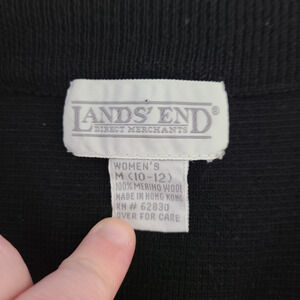 LANDS' END®
DIRECT MERCHANTS
WOMEN'S
M (10-12)
100% MERINO WOOL
MADE IN HONG KONG
RN # 62830
OVER FOR CARE